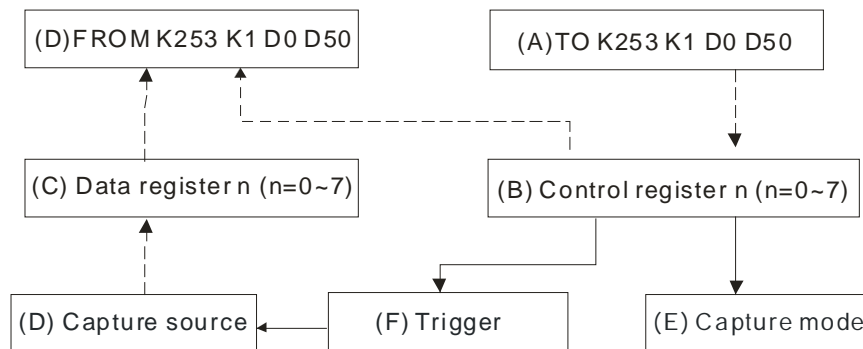 (D)FROM K253 K1 D0 D50
(A)TO K253 K1 D0 D50
(C) Data register n (n=0~7)
(B) Control register n (n=0~7)
(D) Capture source
(F) Trigger
(E) Capture mode